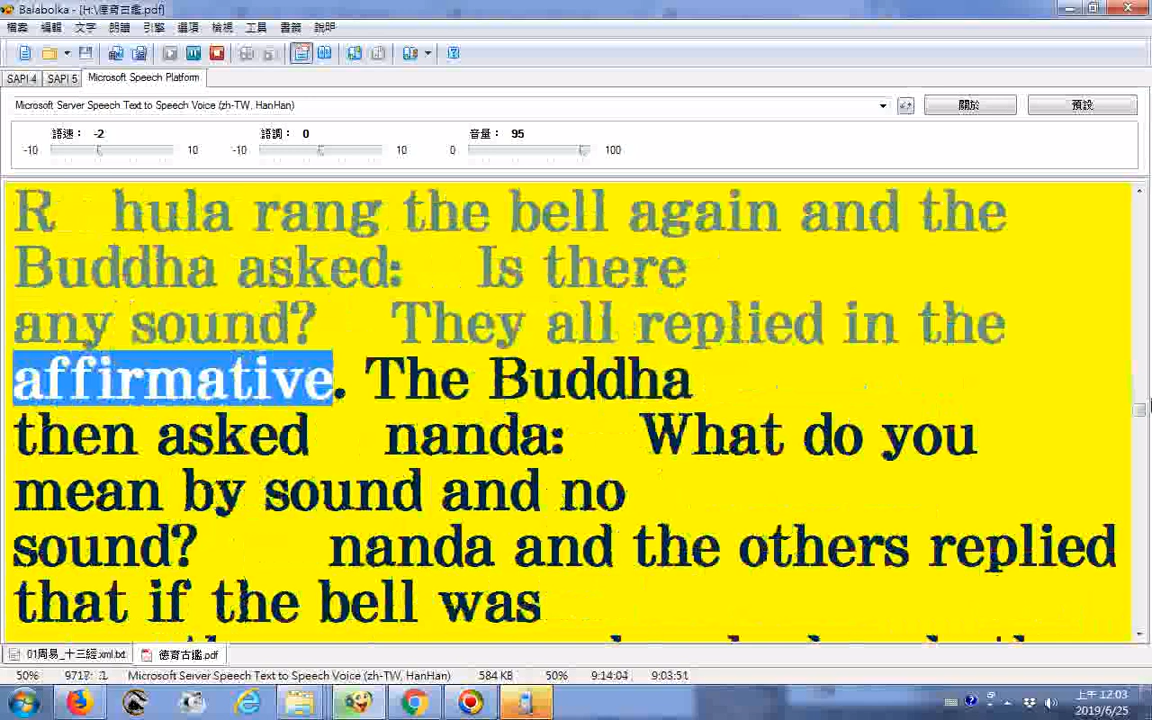 Balabolka - [H:\德育古鑑.pdf]
檔案 編輯 文字 朗讀 引擎 選項 檢視 工具 書籤 說明
SAPI 4 SAPI 5 Microsoft Speech Platform
Microsoft Server Speech Text to Speech Voice (zh-TW, HanHan) 關於 預設
語速： -2 語調： 0 音量： 95
-10 10 -10 10 0 100
R hula rang the bell again and the
Buddha asked: Is there
any sound? They all replied in the
affirmative. The Buddha
then asked nanda: What do you
mean by sound and no
sound? nanda and the others replied
that if the bell was
01周易_十三經.xml.txt 德育古鑑.pdf
50% Microsoft Server Speech Text to Speech Voice (zh-TW, HanHan) 584 KB 50% 9:14:04 9:03:51
上午 12:03
2019/6/25